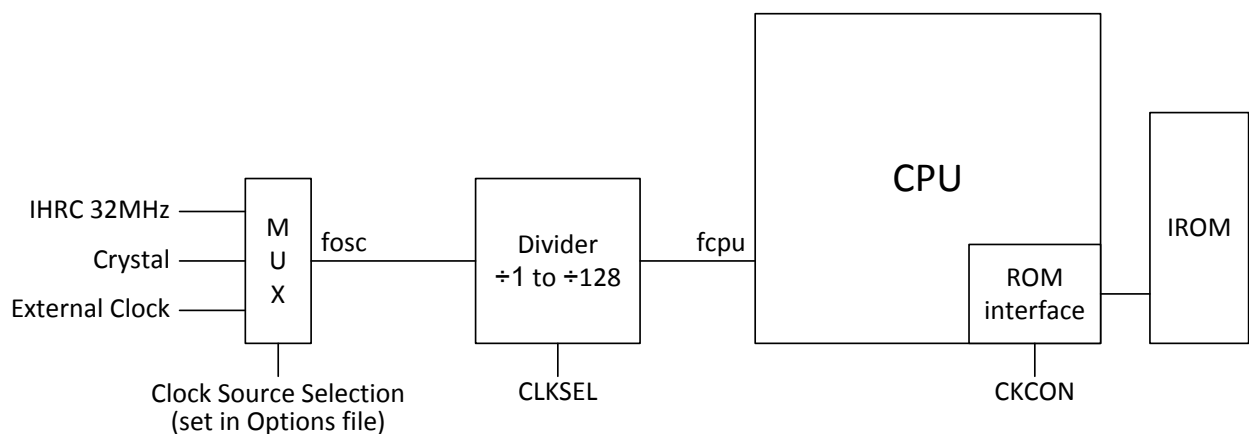 IHRC 32MHz
Crystal
External Clock
M
U
X
fosc
Clock Source Selection
(set in Options file)
Divider
÷1 to ÷128
CLKSEL
fcpu
CPU
ROM
interface
CKCON
IROM